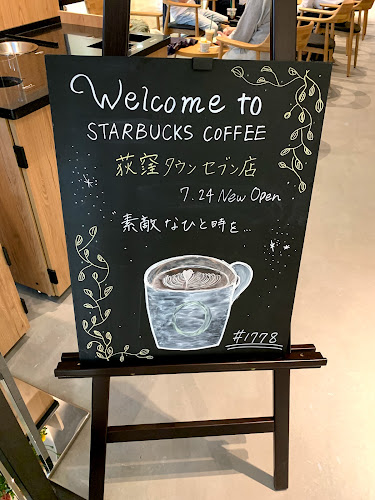 Welcome to
STARBUCKS COFFEE
荻窪タウンセブン店
7.24 New Open
"素敵なひと時を...
#1778